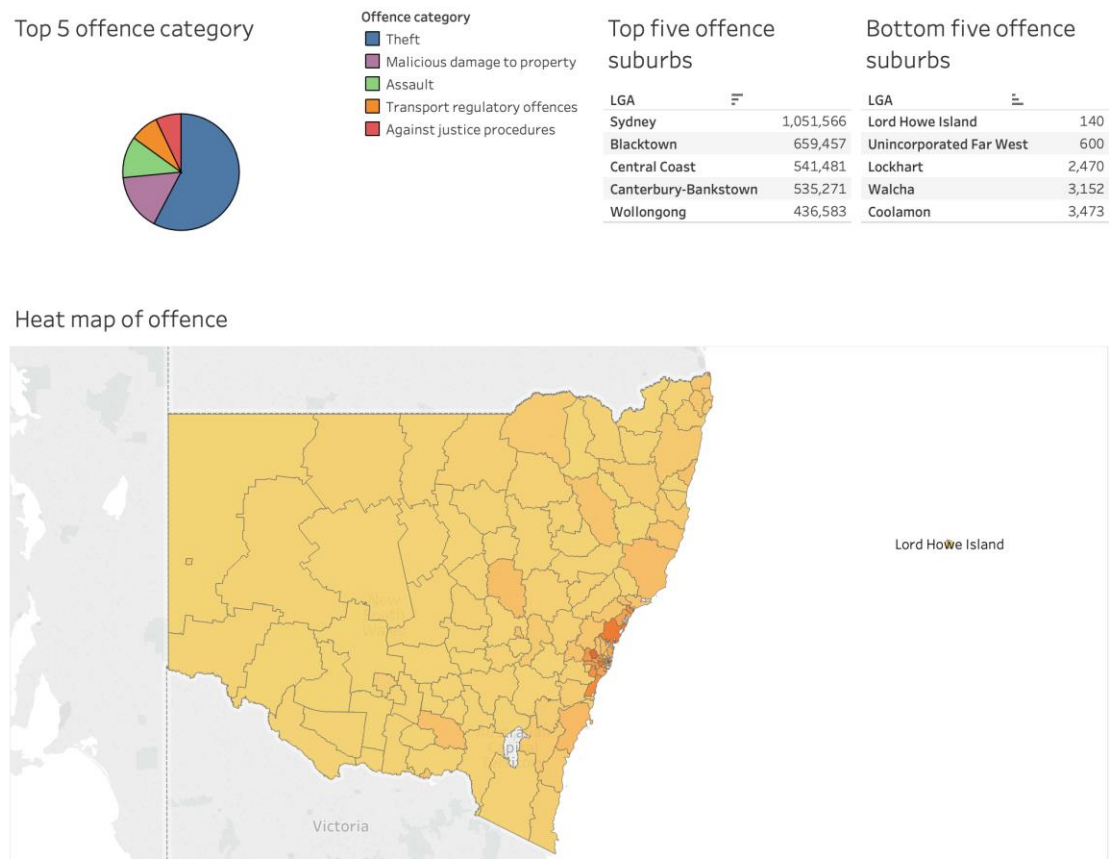 Top 5 offence category
Offence category
Theft
Malicious damage to property
Assault
Transport regulatory offences
Against justice procedures
Top five offence
suburbs
LGA
Sydney 1,051,566
Blacktown 659,457
Central Coast 541,481
Canterbury-Bankstown 535,271
Wollongong 436,583
Bottom five offence
suburbs
LGA
Lord Howe Island 140
Unincorporated Far West 600
Lockhart 2,470
Walcha 3,152
Coolamon 3,473
Heat map of offence
Lord Howe Island
Victoria